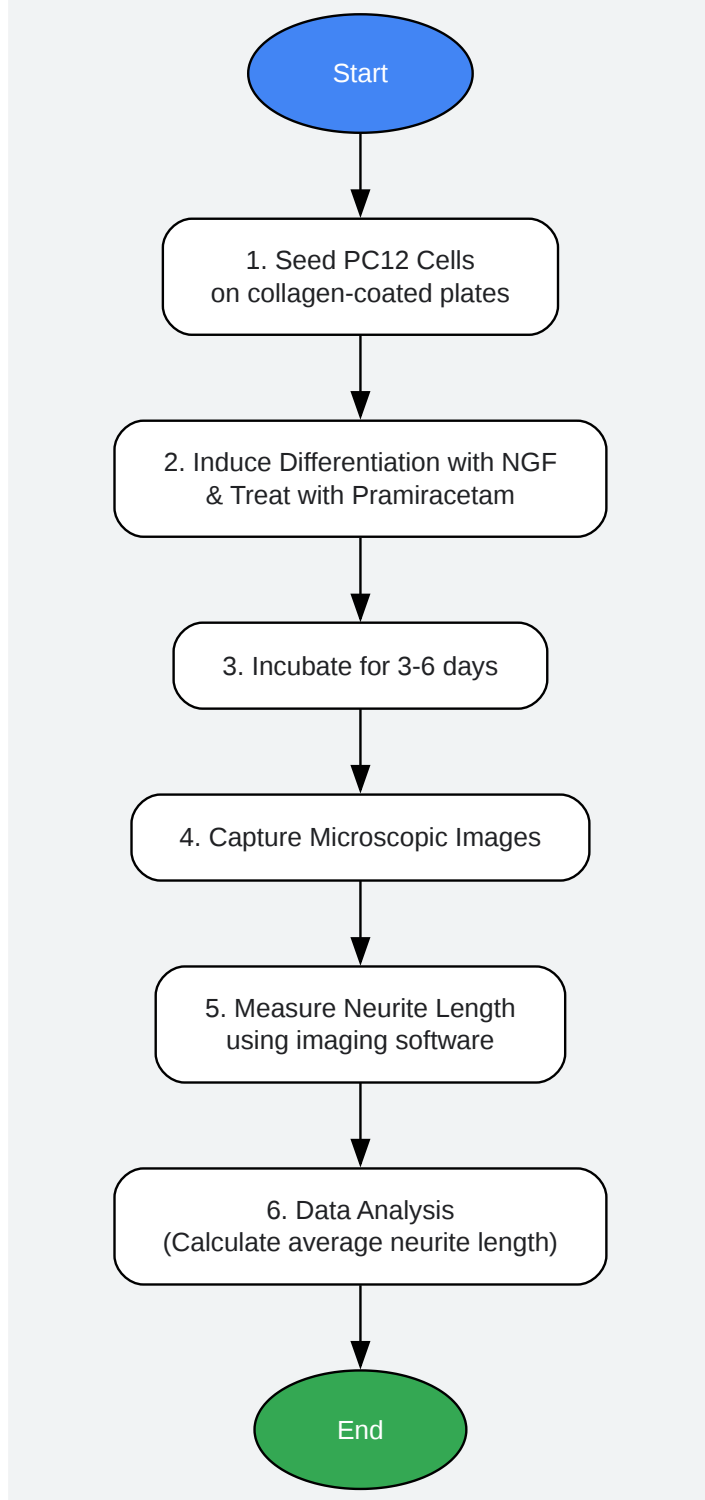 Start
1. Seed PC12 Cells
on collagen-coated plates
2. Induce Differentiation with NGF
& Treat with Pramiracetam
3. Incubate for 3-6 days
4. Capture Microscopic Images
5. Measure Neurite Length
using imaging software
6. Data Analysis
(Calculate average neurite length)
End